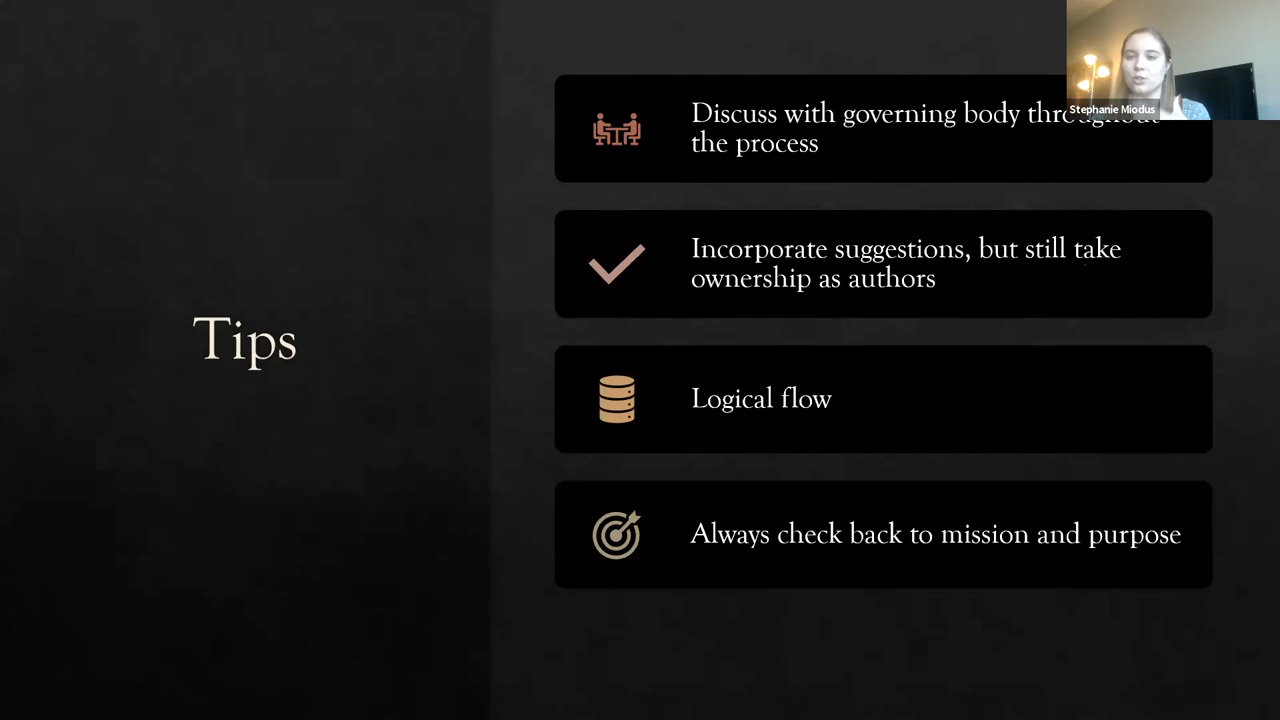 Stephanie Miodus
Discuss with governing body throughout
the process
Incorporate suggestions, but still take
ownership as authors
Tips
Logical flow
Always check back to mission and purpose